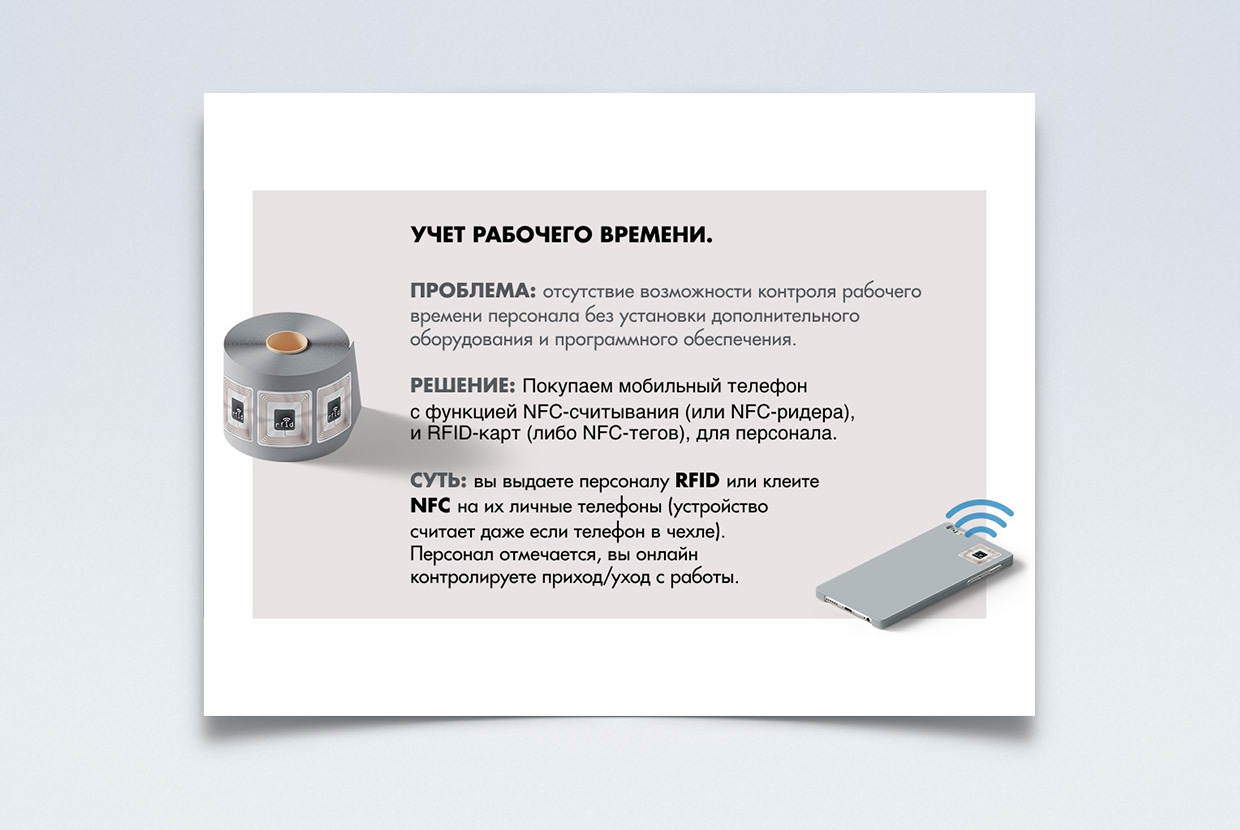 УЧЕТ РАБОЧЕГО ВРЕМЕНИ.
ПРОБЛЕМА: отсутствие возможности контроля рабочего
времени персонала без установки дополнительного
оборудования и программного обеспечения.
РЕШЕНИЕ: Покупаем мобильный телефон
с функцией NFC-считывания (или NFC-ридера),
и RFID-карт (либо NFC-тегов), для персонала.
rfid rfid rfid
СУТЬ: вы выдаете персоналу RFID или клеите
NFC на их личные телефоны (устройство
считает даже если телефон в чехле).
Персонал отмечается, вы онлайн
контролируете приход/уход с работы.